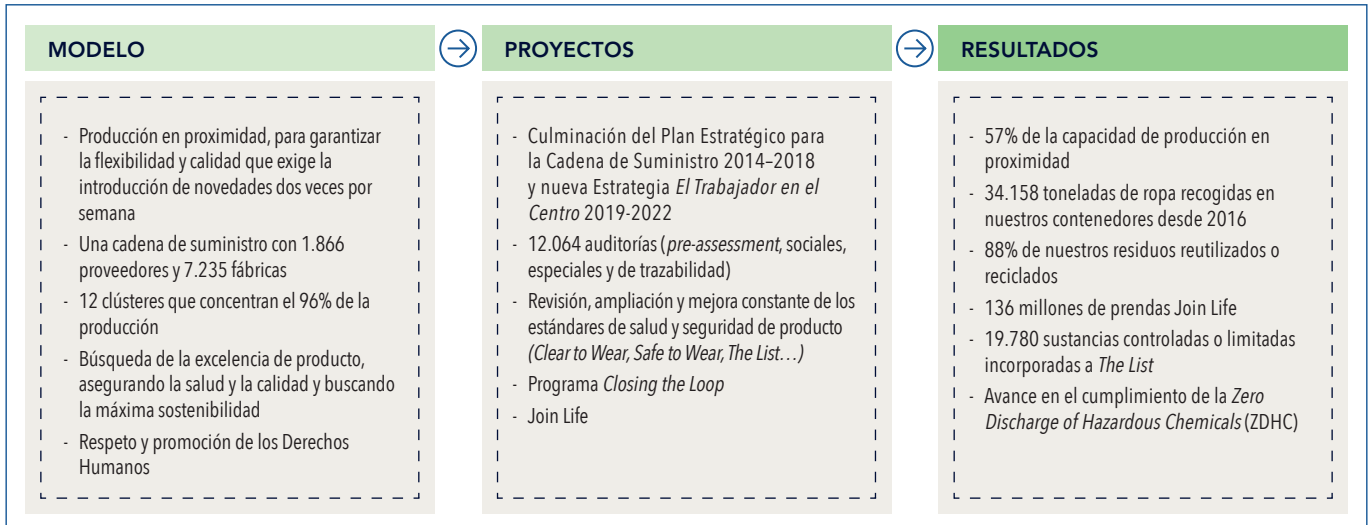 MODELO
- Producción en proximidad, para garantizar
la flexibilidad y calidad que exige la
introducción de novedades dos veces por
semana
- Una cadena de suministro con 1.866
proveedores y 7.235 fábricas
- 12 clústeres que concentran el 96% de la
producción
- Búsqueda de la excelencia de producto,
asegurando la salud y la calidad y buscando
la máxima sostenibilidad
- Respeto y promoción de los Derechos
Humanos
PROYECTOS
- Culminación del Plan Estratégico para
la Cadena de Suministro 2014–2018
y nueva Estrategia El Trabajador en el
Centro 2019-2022
- 12.064 auditorías (pre-assessment, sociales,
especiales y de trazabilidad)
- Revisión, ampliación y mejora constante de los
estándares de salud y seguridad de producto
(Clear to Wear, Safe to Wear, The List…)
- Programa Closing the Loop
- Join Life
RESULTADOS
- 57% de la capacidad de producción en
proximidad
- 34.158 toneladas de ropa recogidas en
nuestros contenedores desde 2016
- 88% de nuestros residuos reutilizados o
reciclados
- 136 millones de prendas Join Life
- 19.780 sustancias controladas o limitadas
incorporadas a The List
- Avance en el cumplimiento de la Zero
Discharge of Hazardous Chemicals (ZDHC)